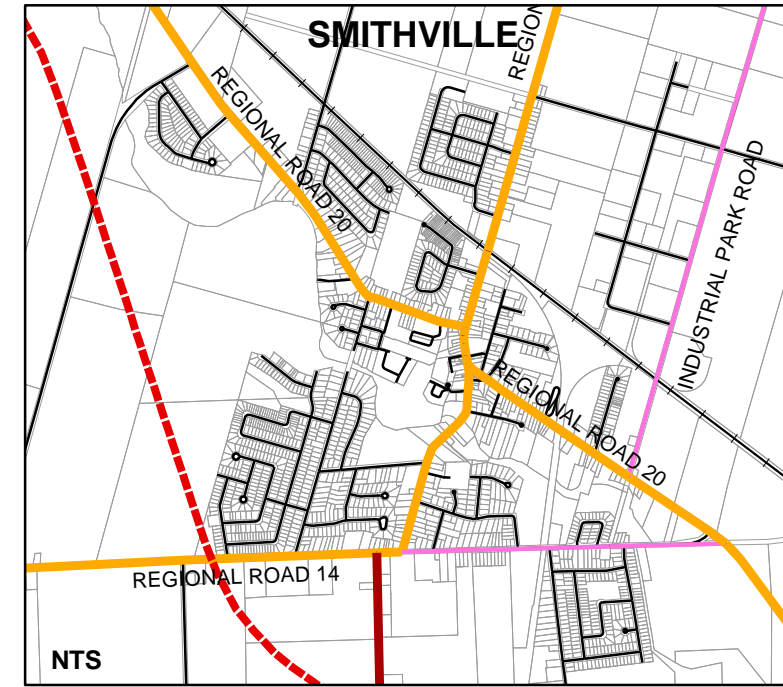 SMITHVILLE
REGION
REGIONAL ROAD 20
INDUSTRIAL PARK ROAD
REGIONAL ROAD 20
REGIONAL ROAD 14
NTS